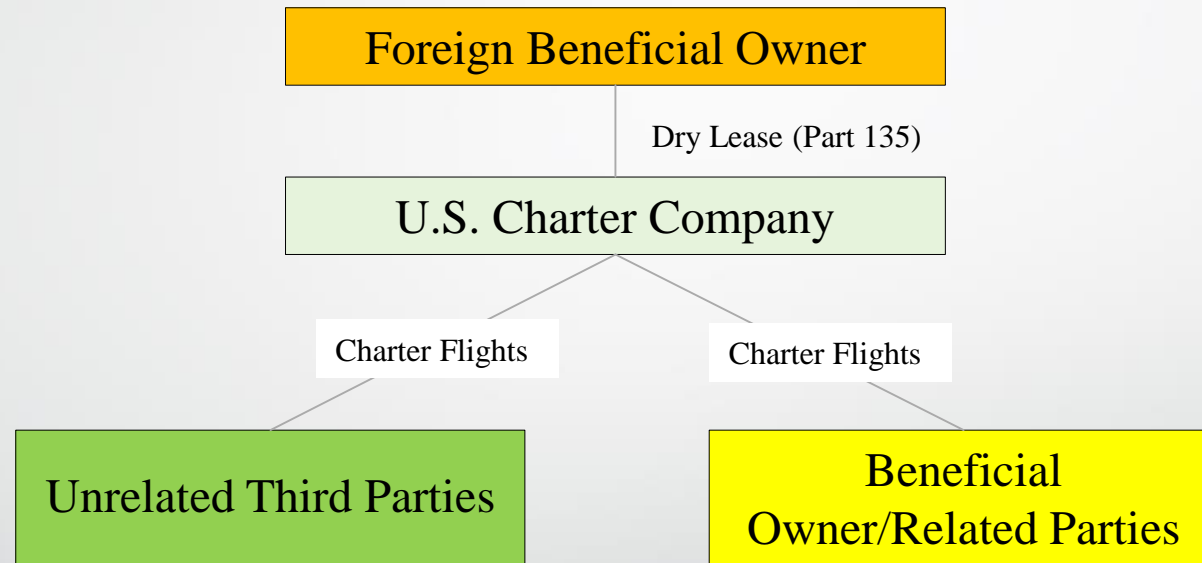 Foreign Beneficial Owner
Dry Lease (Part 135)
U.S. Charter Company
Charter Flights
Charter Flights
Unrelated Third Parties
Beneficial
Owner/Related Parties